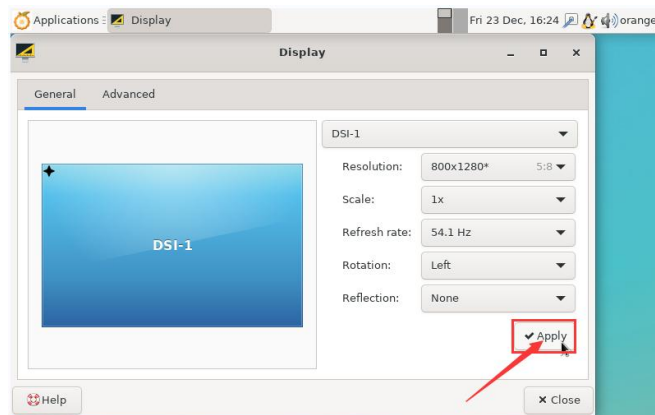 Applications Display Fri 23 Dec, 16:24 orange
Display
General Advanced
DSI-1
Resolution: 800x1280* 5:8
Scale: 1x
Refresh rate: 54.1 Hz
DSI-1
Rotation: Left
Reflection: None
Apply
Help Close